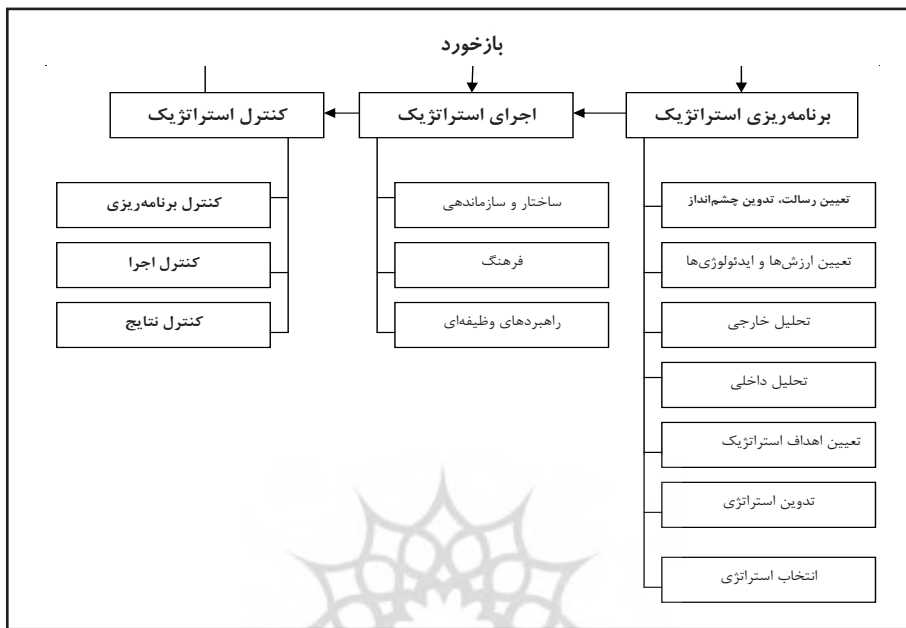 بازخورد
برنامه‌ریزی استراتژیک
اجرای استراتژیک
کنترل استراتژیک
تعیین رسالت، تدوین چشم‌انداز
تعیین ارزش‌ها و ایدئولوژی‌ها
تحلیل خارجی
تحلیل داخلی
تعیین اهداف استراتژیک
تدوین استراتژی
انتخاب استراتژی
ساختار و سازماندهی
فرهنگ
راهبردهای وظیفه‌ای
کنترل برنامه‌ریزی
کنترل اجرا
کنترل نتایج